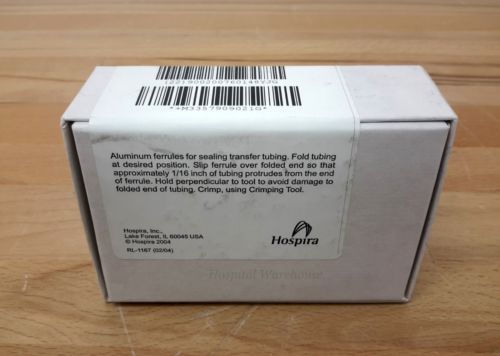 *+M3357909021G*
Aluminum ferrules for sealing transfer tubing. Fold tubing
at desired position. Slip ferrule over folded end so that
approximately 1/16 inch of tubing protrudes from the end
of ferrule. Hold perpendicular to tool to avoid damage to
folded end of tubing. Crimp, using Crimping Tool.
Hospira, Inc.,
Lake Forest, IL 60045 USA
© Hospira 2004
RL-1167 (02/04)
Hospira
Hospital Warehouse